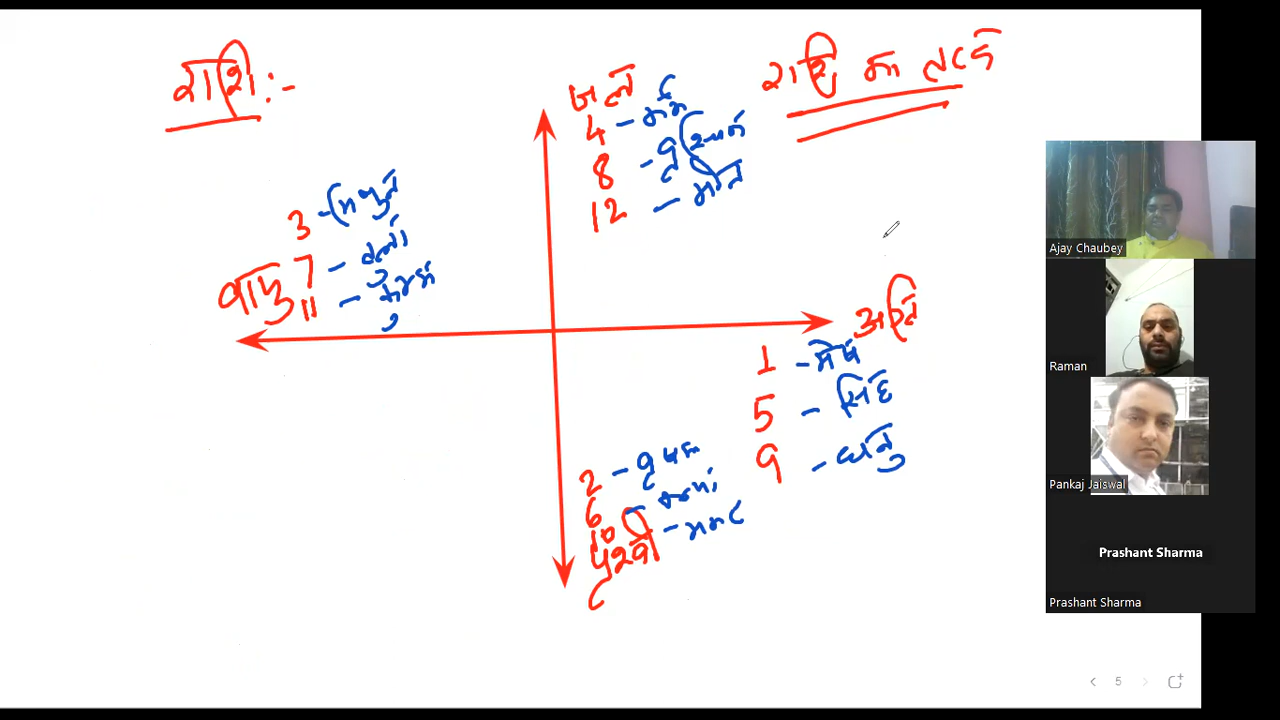 राशि :-
राशि का तत्व
जल
4 - कर्क
8 - वृश्चिक
12 - मीन
3 - मिथुन
7 - तुला
वायु 11 - कुम्भ
अग्नि
1 - मेष
5 - सिंह
9 - धनु
2 - वृषभ
6 - कन्या
10 - मकर
पृथ्वी
Ajay Chaubey
Raman
Pankaj Jaiswal
Prashant Sharma
Prashant Sharma
5